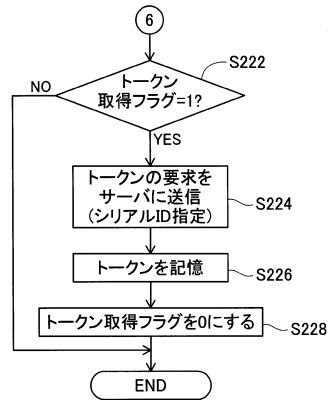 6
S222
トークン
取得フラグ=1?
NO
YES
トークンの要求を
サーバに送信
(シリアルID指定)
S224
トークンを記憶
S226
トークン取得フラグを0にする
S228
END